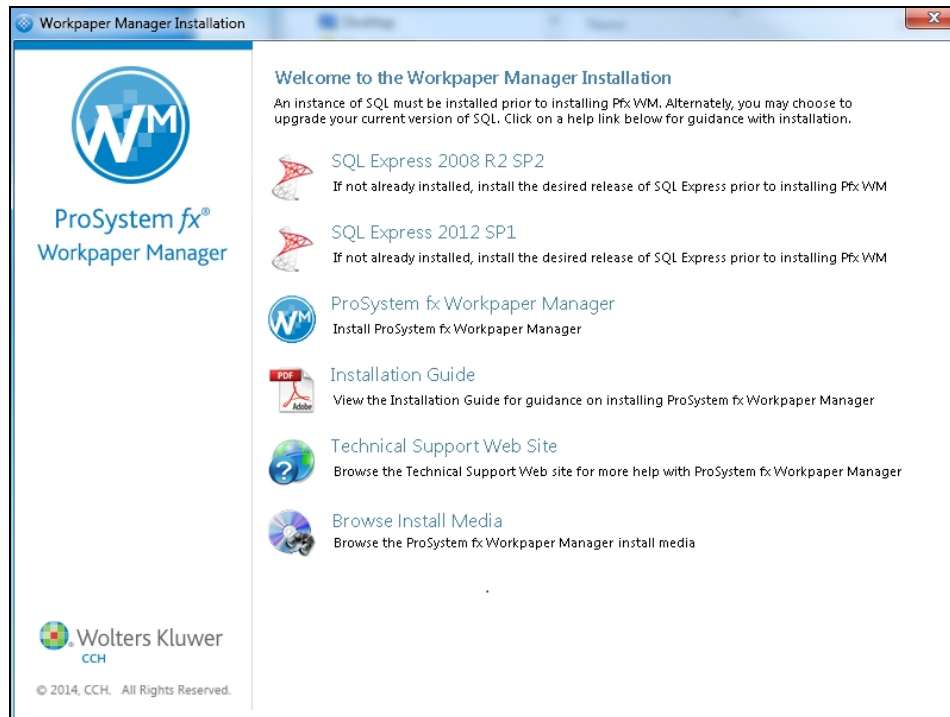 Workpaper Manager Installation
WM
ProSystem fx®
Workpaper Manager
Welcome to the Workpaper Manager Installation
An instance of SQL must be installed prior to installing Pfx WM. Alternately, you may choose to
upgrade your current version of SQL. Click on a help link below for guidance with installation.
SQL Express 2008 R2 SP2
If not already installed, install the desired release of SQL Express prior to installing Pfx WM
SQL Express 2012 SP1
If not already installed, install the desired release of SQL Express prior to installing Pfx WM
WM
ProSystem fx Workpaper Manager
Install ProSystem fx Workpaper Manager
PDF
Adobe
Installation Guide
View the Installation Guide for guidance on installing ProSystem fx Workpaper Manager
Technical Support Web Site
Browse the Technical Support Web site for more help with ProSystem fx Workpaper Manager
Browse Install Media
Browse the ProSystem fx Workpaper Manager install media
Wolters Kluwer
CCH
© 2014, CCH. All Rights Reserved.